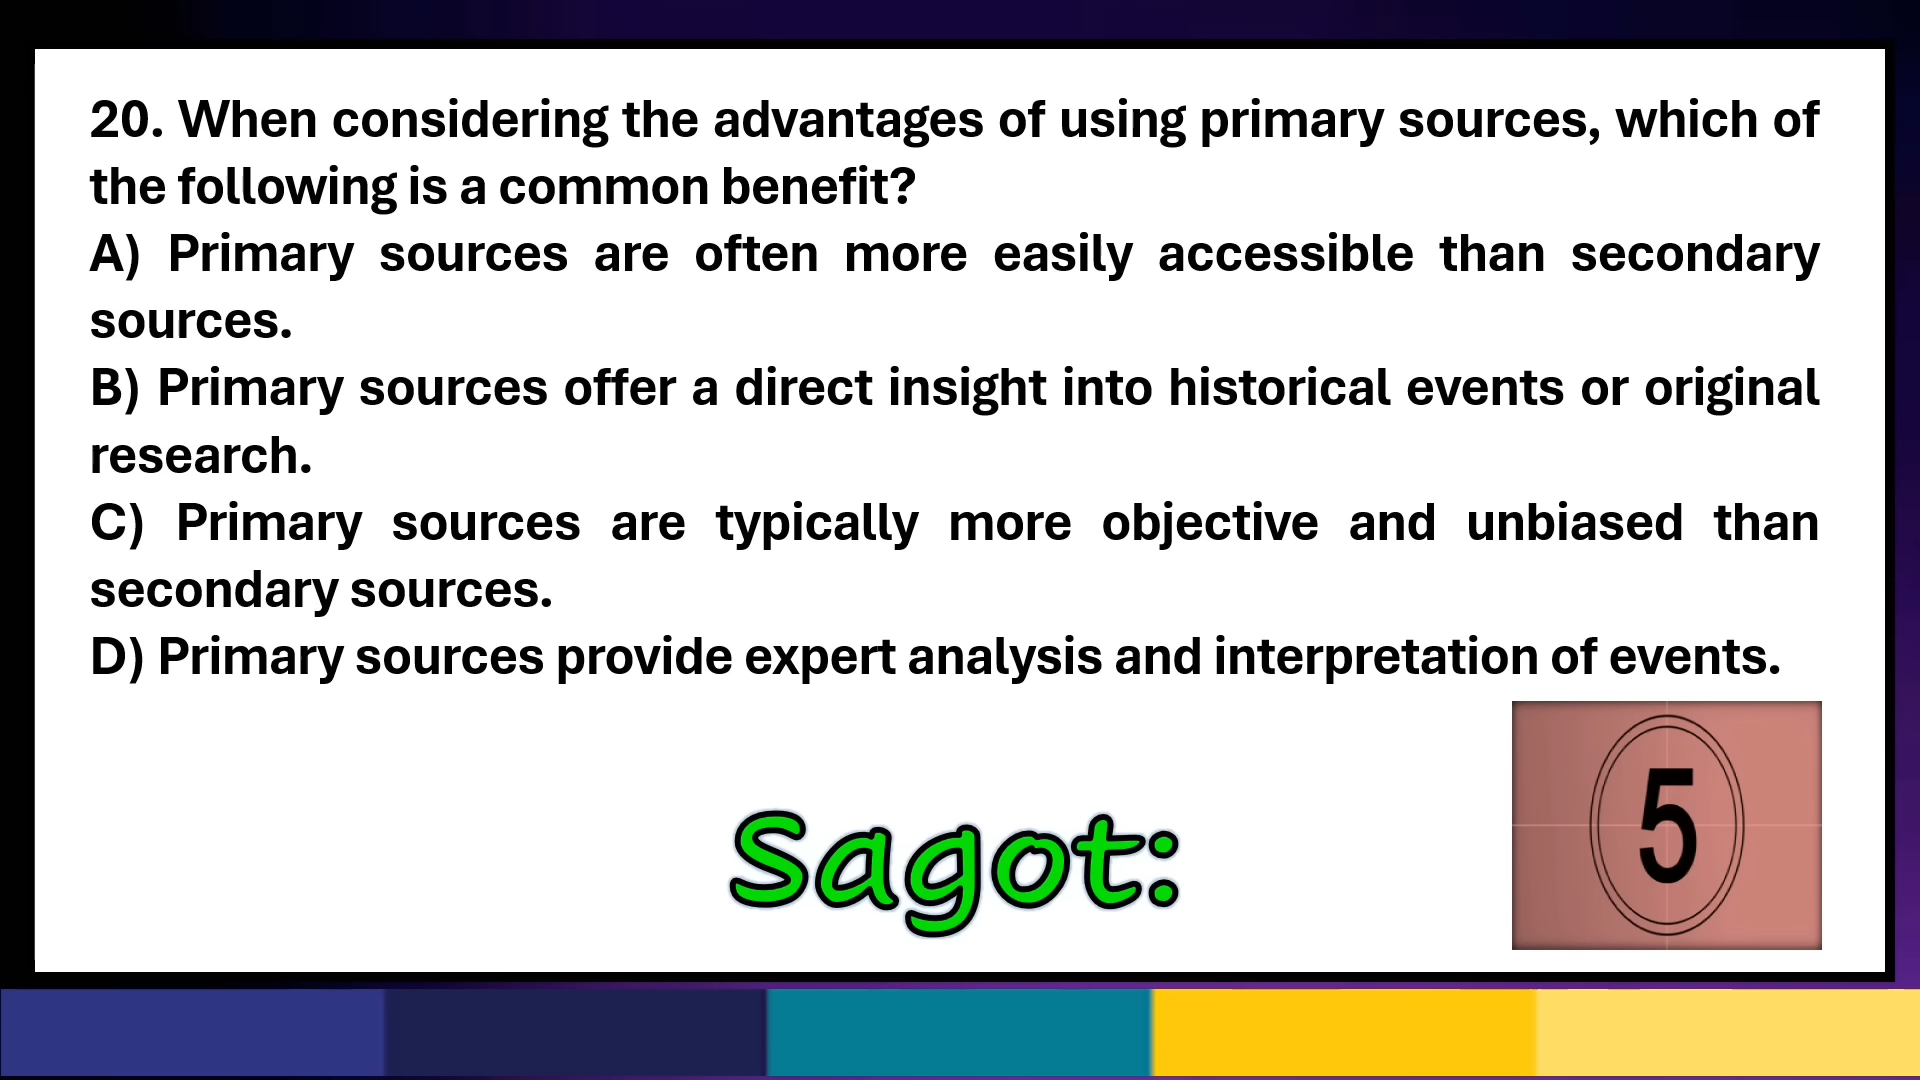 20. When considering the advantages of using primary sources, which of
the following is a common benefit?
A) Primary sources are often more easily accessible than secondary
sources.
B) Primary sources offer a direct insight into historical events or original
research.
C) Primary sources are typically more objective and unbiased than
secondary sources.
D) Primary sources provide expert analysis and interpretation of events.
Sagot:
5